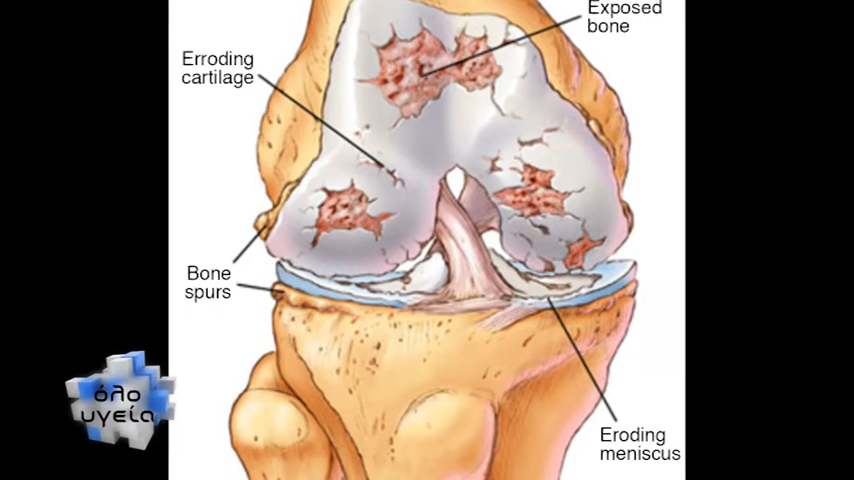 Exposed
bone
Erroding
cartilage
Bone
spurs
όλο
υγεία
Eroding
meniscus